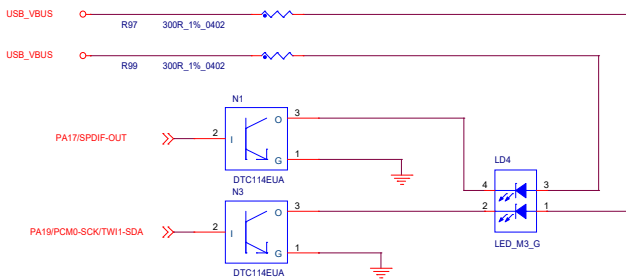 USB_VBUS
R97 300R_1%_0402
USB_VBUS
R99 300R_1%_0402
N1
3
O
PA17/SPDIF-OUT
2
I
G
1
DTC114EUA
LD4
4 3
2 1
LED_M3_G
N3
3
O
PA19/PCM0-SCK/TWI1-SDA
2
I
G
1
DTC114EUA